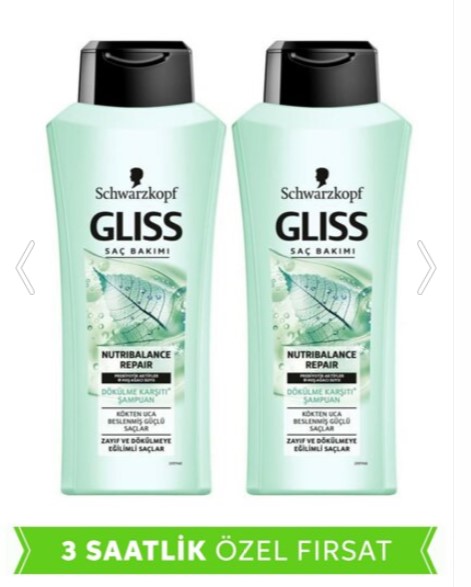 Schwarzkopf
GLISS
SAÇ BAKIMI
NUTRIBALANCE
REPAIR
DÖKÜLME KARŞITI*
ŞAMPUAN
KÖKTEN UCA
BESLENMİŞ GÜÇLÜ
SAÇLAR
ZAYIF VE DÖKÜLMEYE
EĞİLİMLİ SAÇLAR
Schwarzkopf
GLISS
SAÇ BAKIMI
NUTRIBALANCE
REPAIR
DÖKÜLME KARŞITI*
ŞAMPUAN
KÖKTEN UCA
BESLENMİŞ GÜÇLÜ
SAÇLAR
ZAYIF VE DÖKÜLMEYE
EĞİLİMLİ SAÇLAR
3 SAATLİK ÖZEL FIRSAT